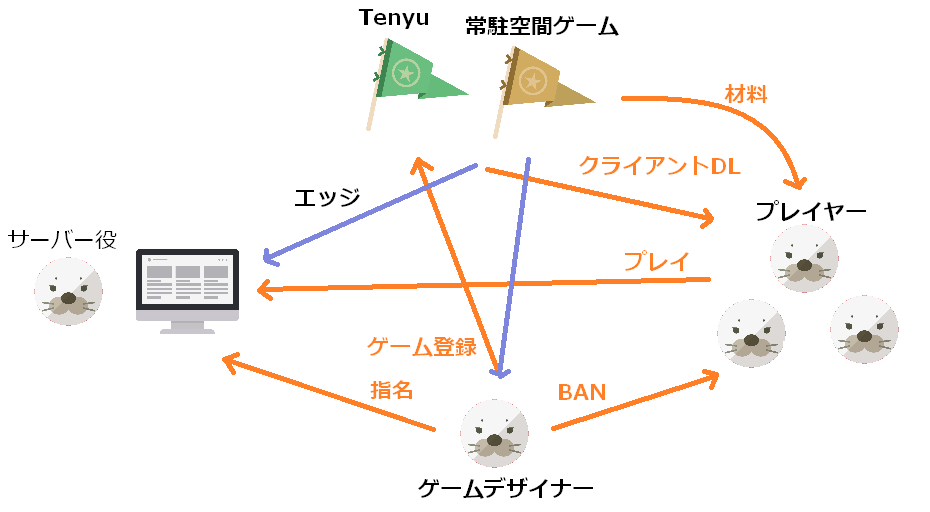 Tenyu
常駐空間ゲーム
材料
クライアントDL
エッジ
プレイヤー
サーバー役
プレイ
ゲーム登録
指名
BAN
ゲームデザイナー